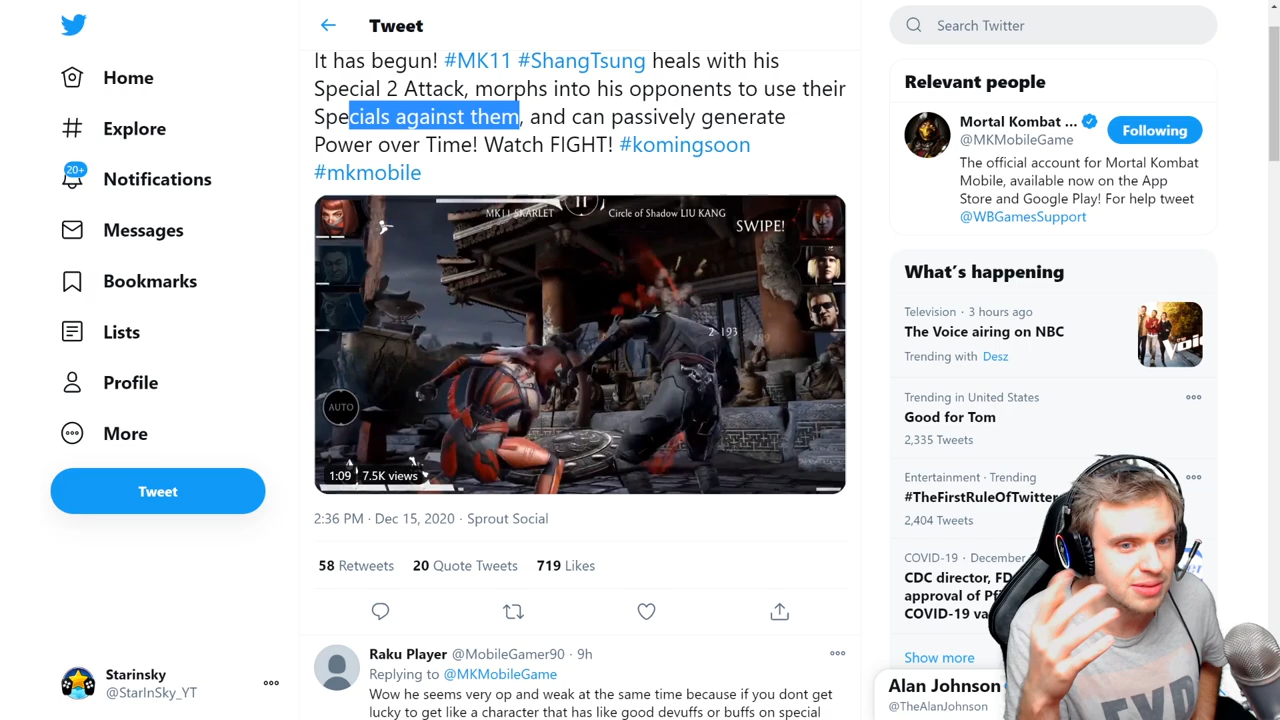 Tweet
Search Twitter
It has begun! #MK11 #ShangTsung heals with his
Special 2 Attack, morphs into his opponents to use their
Specials against them, and can passively generate
Power over Time! Watch FIGHT! #komingsoon
#mkmobile
MK11 SKARLET
Circle of Shadow LIU KANG
SWIPE!
2 193
AUTO
1:09 7.5K views
2:36 PM · Dec 15, 2020 · Sprout Social
58 Retweets 20 Quote Tweets 719 Likes
Raku Player @MobileGamer90 · 9h
Replying to @MKMobileGame
Wow he seems very op and weak at the same time because if you dont get
lucky to get like a character that has like good devuffs or buffs on special
Home
Explore
20+
Notifications
Messages
Bookmarks
Lists
Profile
More
Tweet
Starinsky
@StarInSky_YT
Relevant people
Mortal Kombat ...
@MKMobileGame
Following
The official account for Mortal Kombat
Mobile, available now on the App
Store and Google Play! For help tweet
@WBGamesSupport
What's happening
Television · 3 hours ago
The Voice airing on NBC
Trending with Desz
Trending in United States
Good for Tom
2,335 Tweets
Entertainment · Trending
#TheFirstRuleOfTwitter
2,404 Tweets
COVID-19 · December
CDC director, FD
approval of Pf
COVID-19 va
Show more
Alan Johnson
@TheAlanJohnson